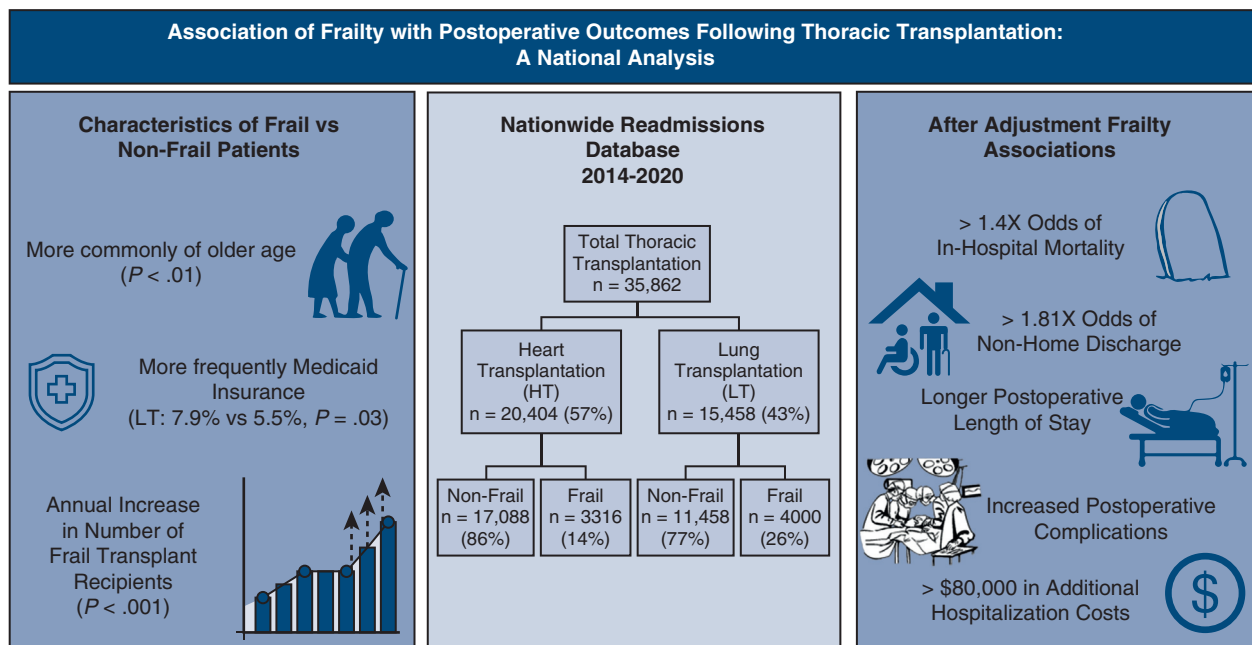 Association of Frailty with Postoperative Outcomes Following Thoracic Transplantation:
A National Analysis
Characteristics of Frail vs
Non-Frail Patients
More commonly of older age
(P < .01)
More frequently Medicaid
Insurance
(LT: 7.9% vs 5.5%, P = .03)
Annual Increase
in Number of
Frail Transplant
Recipients
(P < .001)
Nationwide Readmissions
Database
2014-2020
Total Thoracic
Transplantation
n = 35,862
Heart
Transplantation
(HT)
n = 20,404 (57%)
Lung
Transplantation
(LT)
n = 15,458 (43%)
Non-Frail
n = 17,088
(86%)
Frail
n = 3316
(14%)
Non-Frail
n = 11,458
(77%)
Frail
n = 4000
(26%)
After Adjustment Frailty
Associations
> 1.4X Odds of
In-Hospital Mortality
> 1.81X Odds of
Non-Home Discharge
Longer Postoperative
Length of Stay
Increased Postoperative
Complications
> $80,000 in Additional
Hospitalization Costs
$